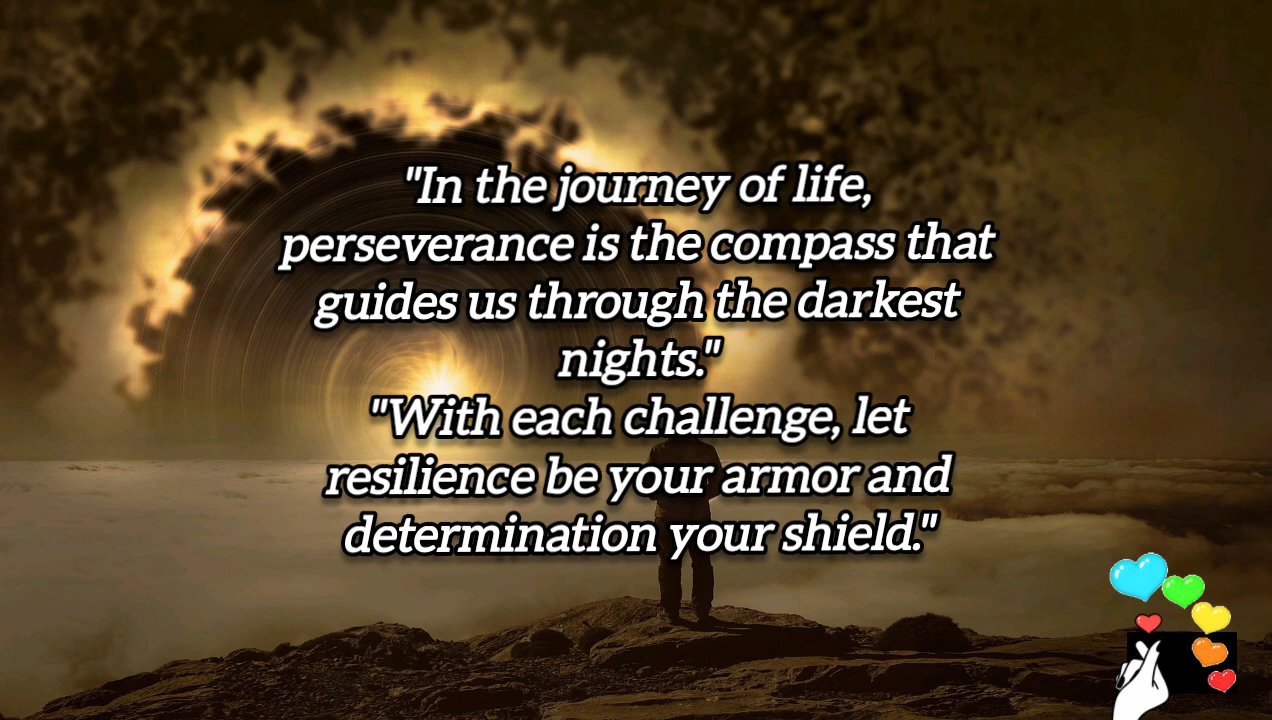 "In the journey of life,
perseverance is the compass that
guides us through the darkest
nights."
"With each challenge, let
resilience be your armor and
determination your shield."